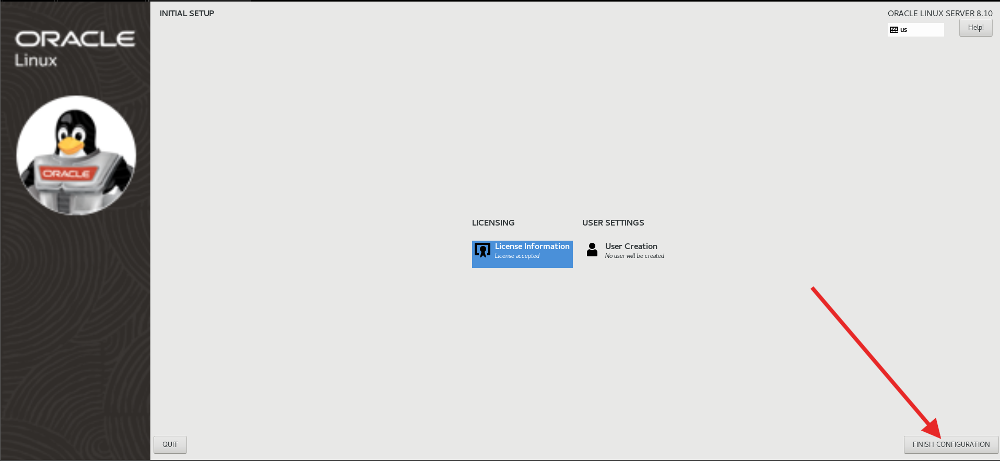 ORACLE
Linux
ORACLE
INITIAL SETUP
ORACLE LINUX SERVER 8.10
us
Help!
LICENSING
License Information
License accepted
USER SETTINGS
User Creation
No user will be created
QUIT
FINISH CONFIGURATION